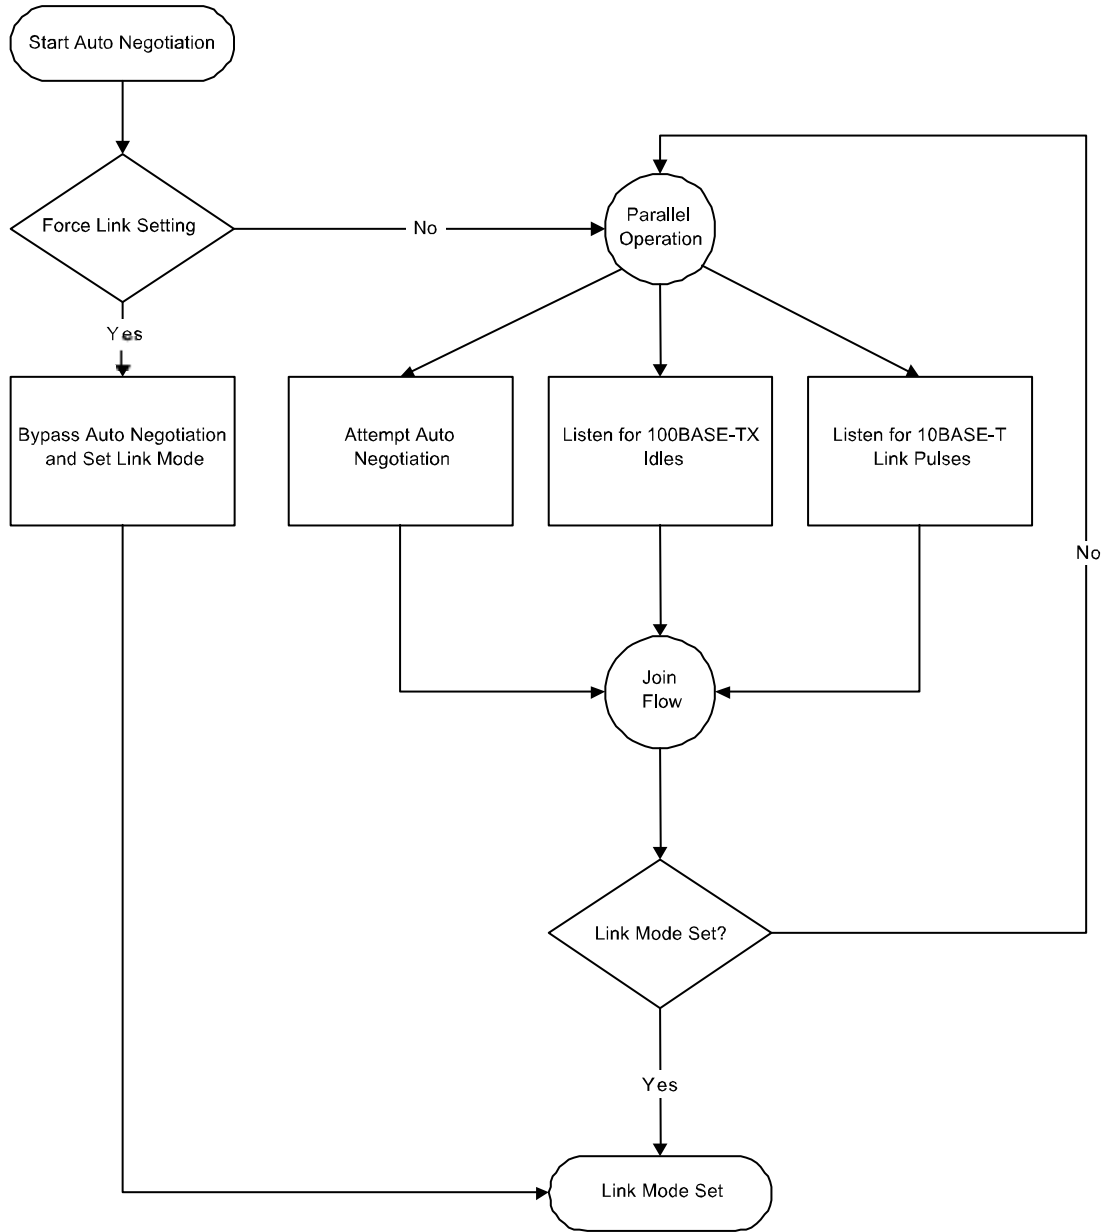 Start Auto Negotiation
Force Link Setting
No
Parallel
Operation
Yes
Bypass Auto Negotiation
and Set Link Mode
Attempt Auto
Negotiation
Listen for 100BASE-TX
Idles
Listen for 10BASE-T
Link Pulses
No
Join
Flow
Link Mode Set?
Yes
Link Mode Set